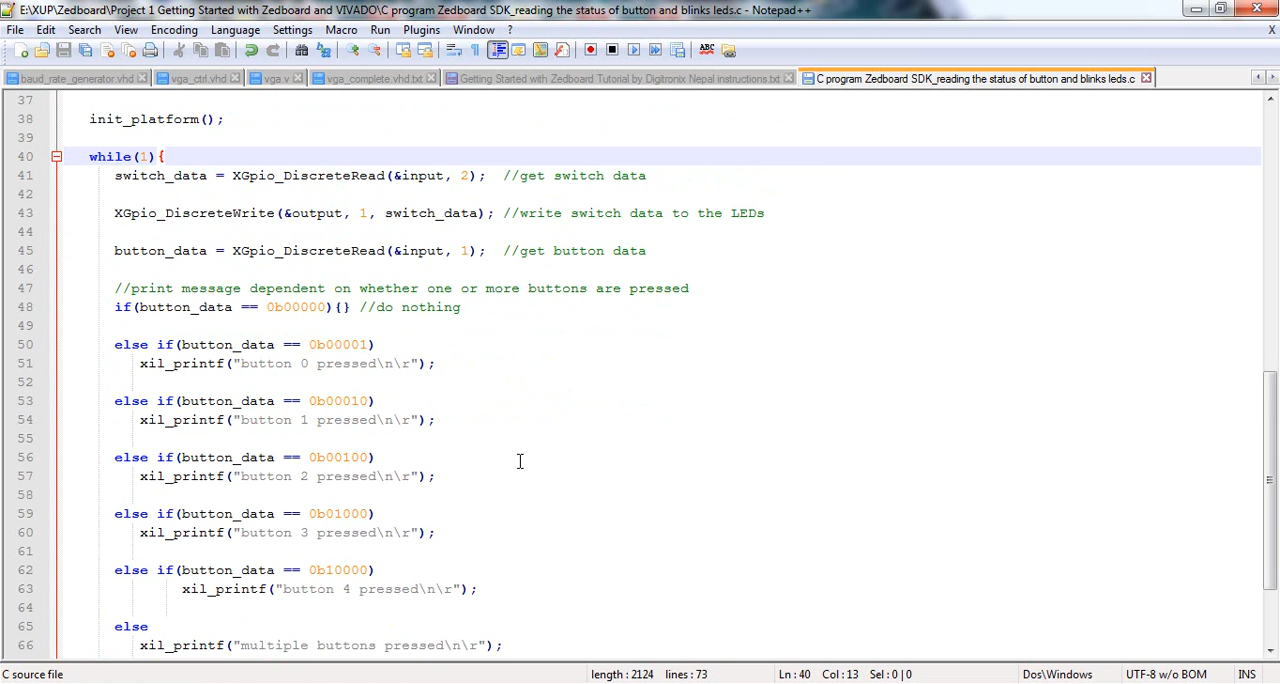 E:\XUP\Zedboard\Project 1 Getting Started with Zedboard and VIVADO\C program Zedboard SDK_reading the status of button and blinks leds.c - Notepad++
File Edit Search View Encoding Language Settings Macro Run Plugins Window ? X
baud_rate_generator.vhd vga_ctrl.vhd vga.v vga_complete.vhd.txt Getting Started with Zedboard Tutorial by Digitronix Nepal instructions.txt C program Zedboard SDK_reading the status of button and blinks leds.c
37
38 init_platform();
39
40 while(1){
41 switch_data = XGpio_DiscreteRead(&input, 2); //get switch data
42
43 XGpio_DiscreteWrite(&output, 1, switch_data); //write switch data to the LEDs
44
45 button_data = XGpio_DiscreteRead(&input, 1); //get button data
46
47 //print message dependent on whether one or more buttons are pressed
48 if(button_data == 0b00000){} //do nothing
49
50 else if(button_data == 0b00001)
51 xil_printf("button 0 pressed\n\r");
52
53 else if(button_data == 0b00010)
54 xil_printf("button 1 pressed\n\r");
55
56 else if(button_data == 0b00100)
57 xil_printf("button 2 pressed\n\r");
58
59 else if(button_data == 0b01000)
60 xil_printf("button 3 pressed\n\r");
61
62 else if(button_data == 0b10000)
63 xil_printf("button 4 pressed\n\r");
64
65 else
66 xil_printf("multiple buttons pressed\n\r");
C source file length : 2124 lines : 73 Ln : 40 Col : 13 Sel : 0 | 0 Dos\Windows UTF-8 w/o BOM INS